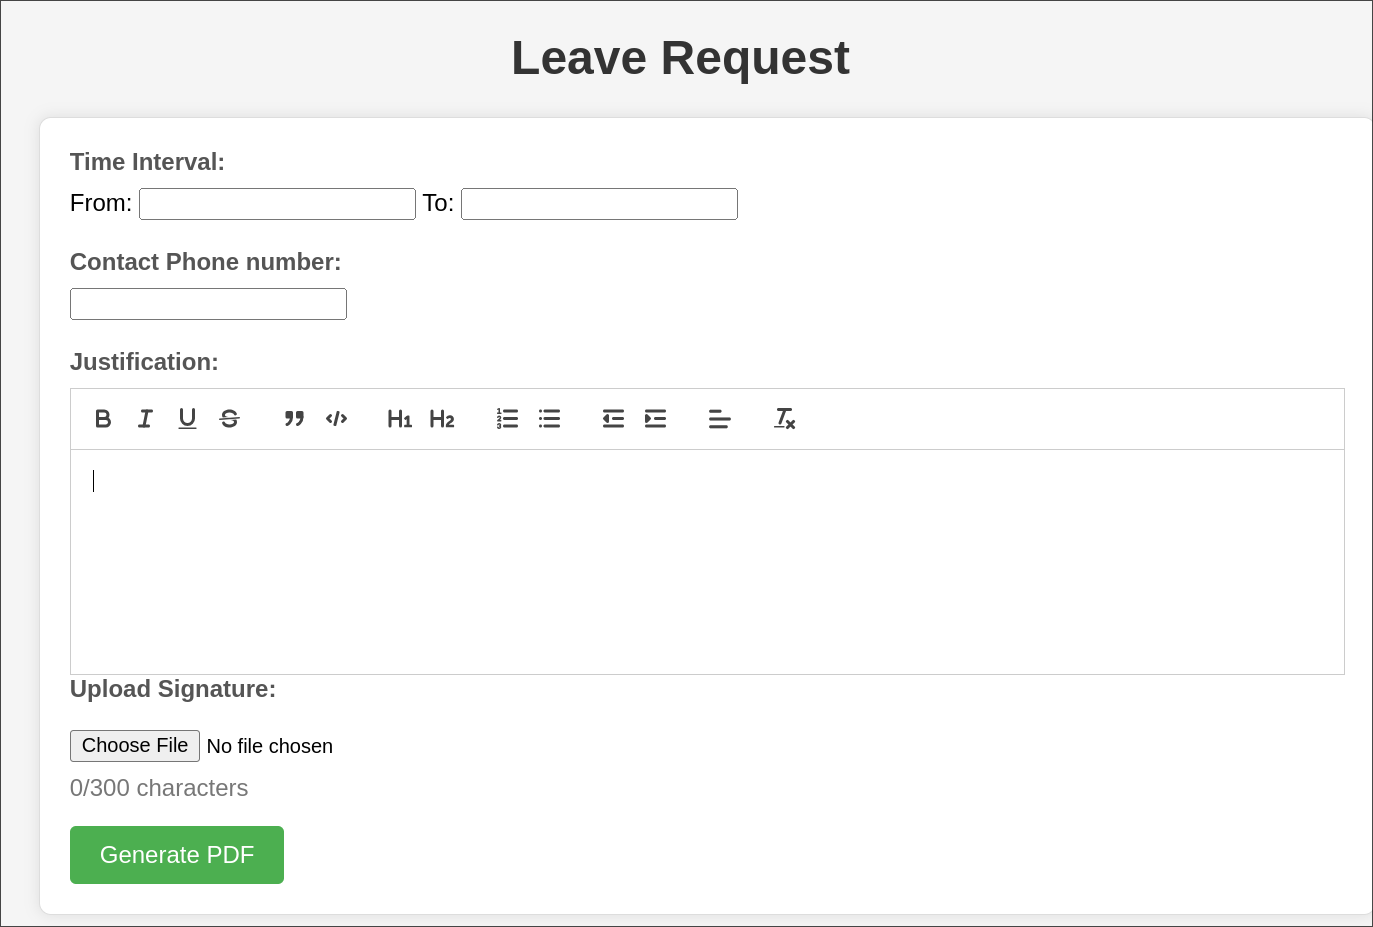 Leave Request
Time Interval:
From: To:
Contact Phone number:
Justification:
B I U S H1 H2
Upload Signature:
Choose File No file chosen
0/300 characters
Generate PDF